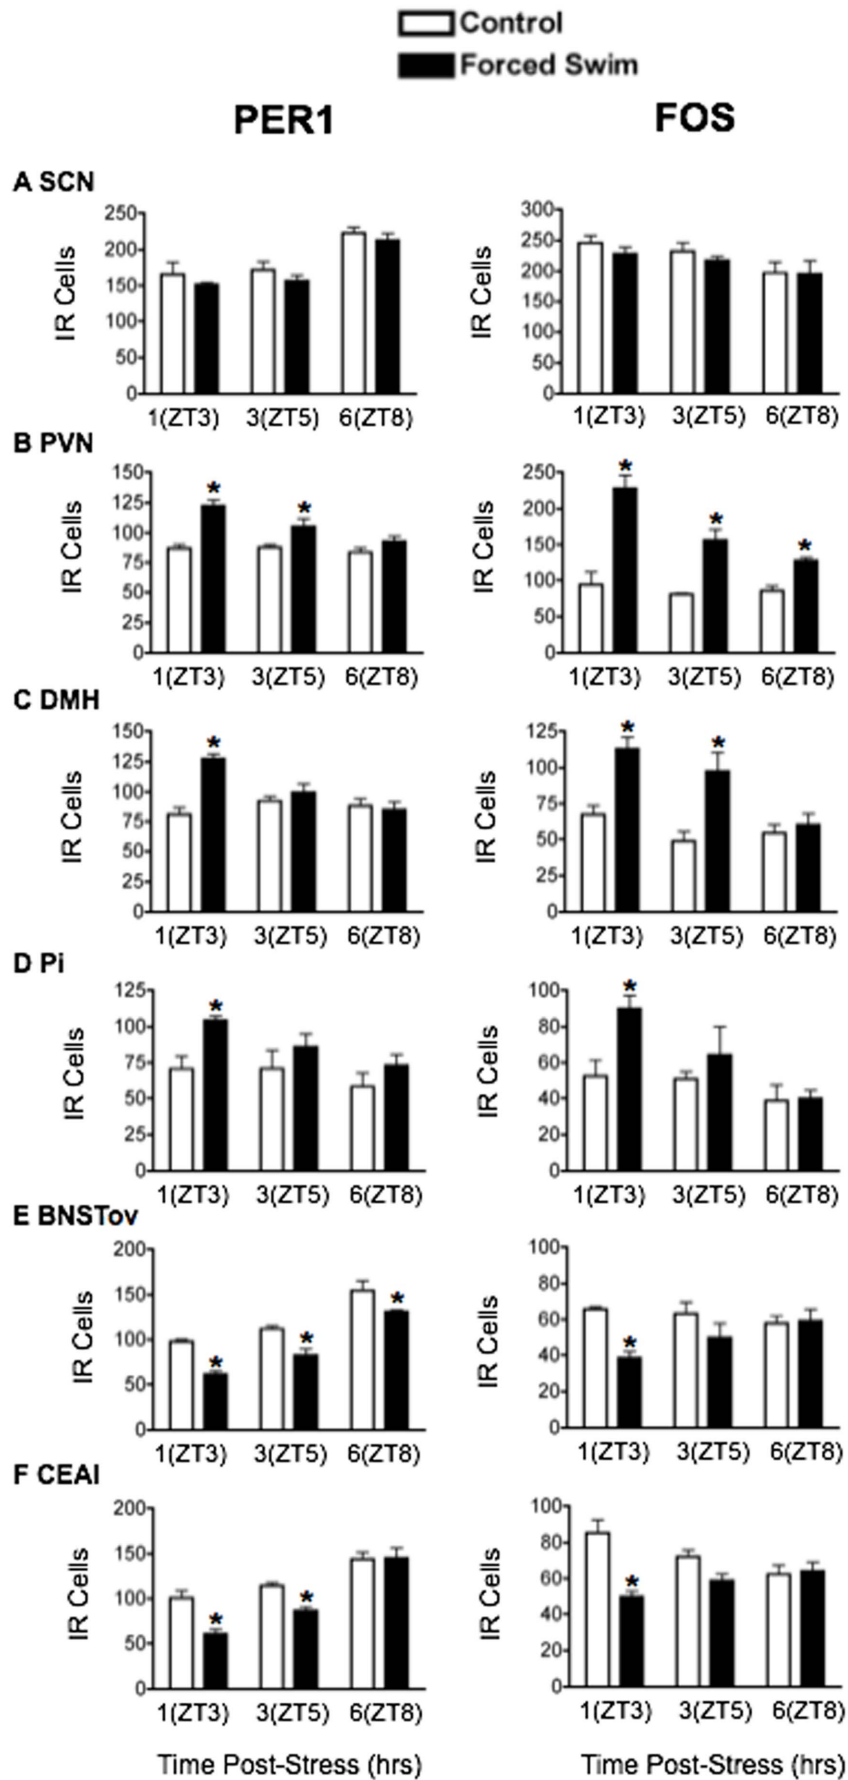 Control
Forced Swim
PER1 FOS
A SCN
IR Cells
250
200
150
100
50
0
1(ZT3) 3(ZT5) 6(ZT8)
IR Cells
300
250
200
150
100
50
0
1(ZT3) 3(ZT5) 6(ZT8)
B PVN
IR Cells
150
125
100
75
50
25
0
* *
1(ZT3) 3(ZT5) 6(ZT8)
IR Cells
250
200
150
100
50
0
* * *
1(ZT3) 3(ZT5) 6(ZT8)
C DMH
IR Cells
150
125
100
75
50
25
0
*
1(ZT3) 3(ZT5) 6(ZT8)
IR Cells
125
100
75
50
25
0
* *
1(ZT3) 3(ZT5) 6(ZT8)
D Pi
IR Cells
125
100
75
50
25
0
*
1(ZT3) 3(ZT5) 6(ZT8)
IR Cells
100
80
60
40
20
0
*
1(ZT3) 3(ZT5) 6(ZT8)
E BNSTov
IR Cells
200
150
100
50
0
* * *
1(ZT3) 3(ZT5) 6(ZT8)
IR Cells
100
80
60
40
20
0
*
1(ZT3) 3(ZT5) 6(ZT8)
F CEAl
IR Cells
200
150
100
50
0
* *
1(ZT3) 3(ZT5) 6(ZT8)
Time Post-Stress (hrs)
IR Cells
100
80
60
40
20
0
*
1(ZT3) 3(ZT5) 6(ZT8)
Time Post-Stress (hrs)